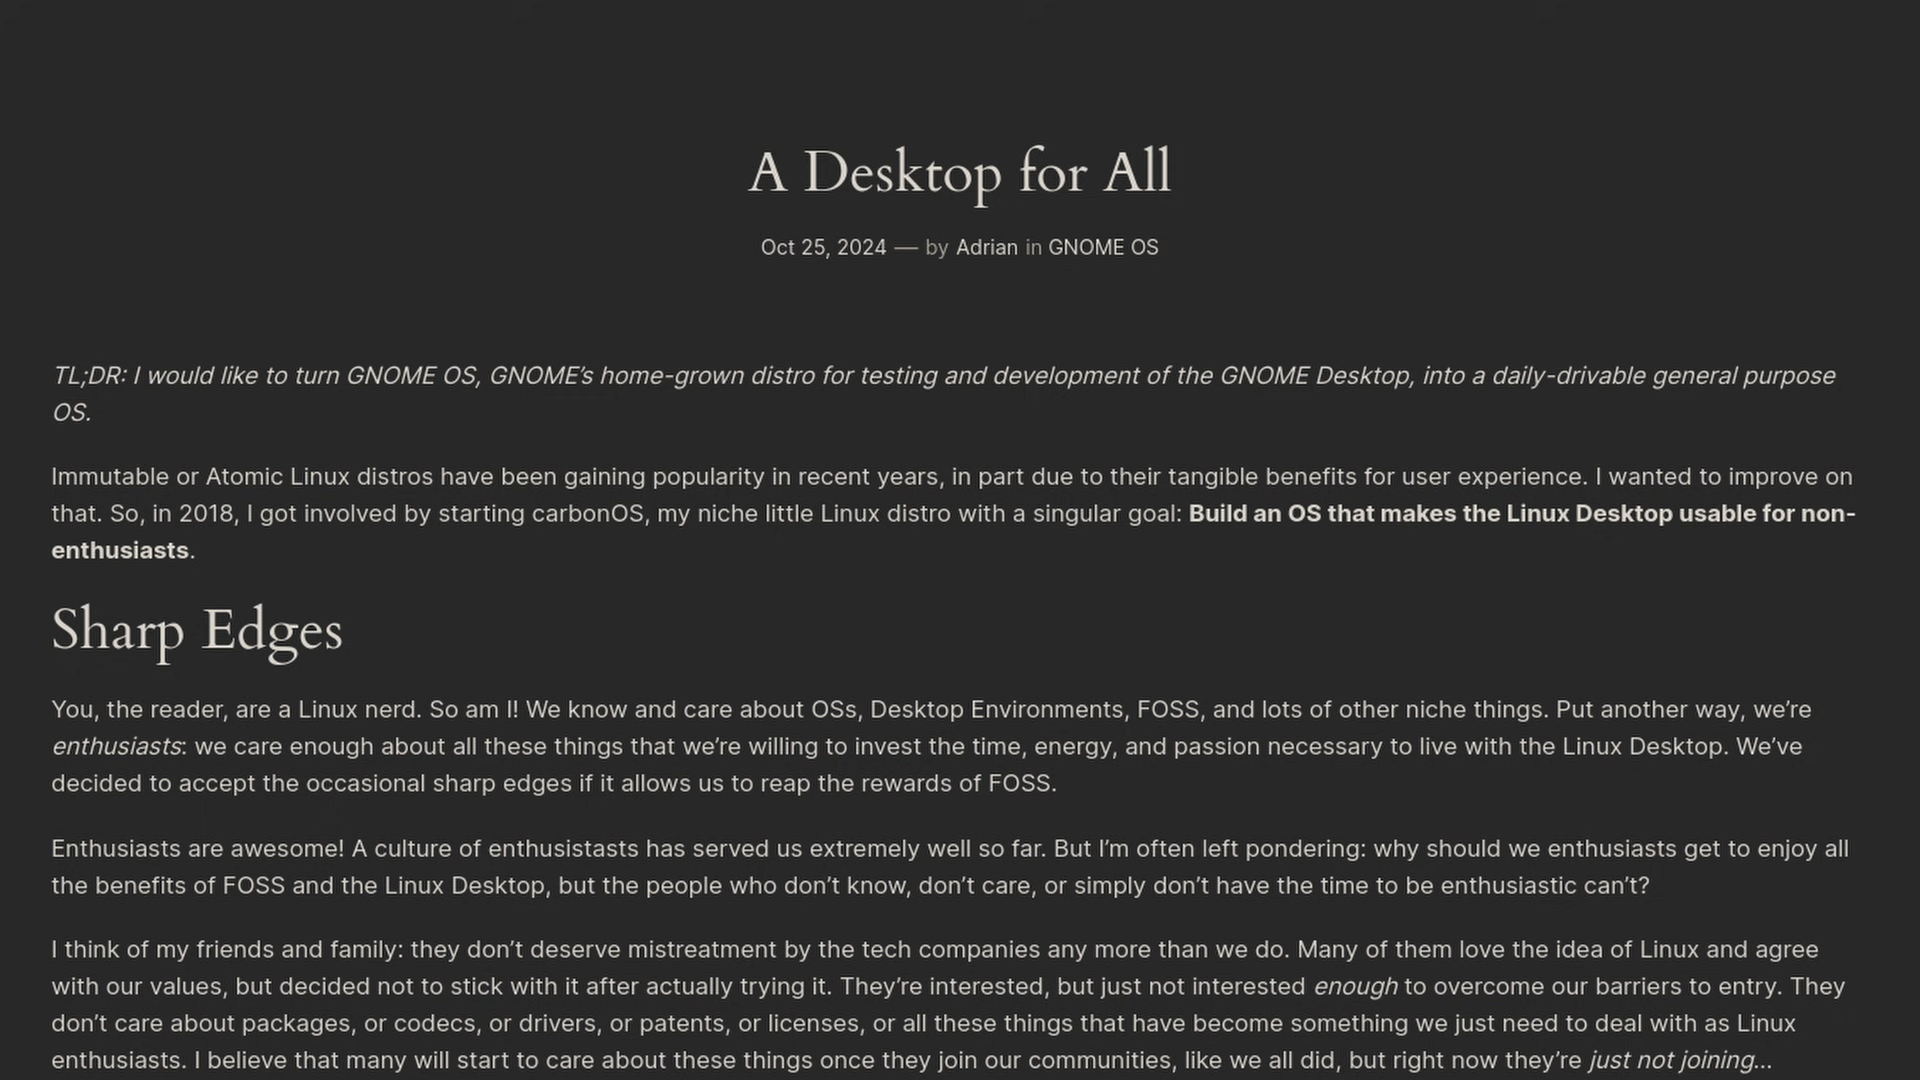 A Desktop for All
Oct 25, 2024 — by Adrian in GNOME OS
TL;DR: I would like to turn GNOME OS, GNOME’s home-grown distro for testing and development of the GNOME Desktop, into a daily-drivable general purpose
OS.
Immutable or Atomic Linux distros have been gaining popularity in recent years, in part due to their tangible benefits for user experience. I wanted to improve on
that. So, in 2018, I got involved by starting carbonOS, my niche little Linux distro with a singular goal: Build an OS that makes the Linux Desktop usable for non-
enthusiasts.
Sharp Edges
You, the reader, are a Linux nerd. So am I! We know and care about OSs, Desktop Environments, FOSS, and lots of other niche things. Put another way, we’re
enthusiasts: we care enough about all these things that we’re willing to invest the time, energy, and passion necessary to live with the Linux Desktop. We’ve
decided to accept the occasional sharp edges if it allows us to reap the rewards of FOSS.
Enthusiasts are awesome! A culture of enthusistasts has served us extremely well so far. But I’m often left pondering: why should we enthusiasts get to enjoy all
the benefits of FOSS and the Linux Desktop, but the people who don’t know, don’t care, or simply don’t have the time to be enthusiastic can’t?
I think of my friends and family: they don’t deserve mistreatment by the tech companies any more than we do. Many of them love the idea of Linux and agree
with our values, but decided not to stick with it after actually trying it. They’re interested, but just not interested enough to overcome our barriers to entry. They
don’t care about packages, or codecs, or drivers, or patents, or licenses, or all these things that have become something we just need to deal with as Linux
enthusiasts. I believe that many will start to care about these things once they join our communities, like we all did, but right now they’re just not joining…